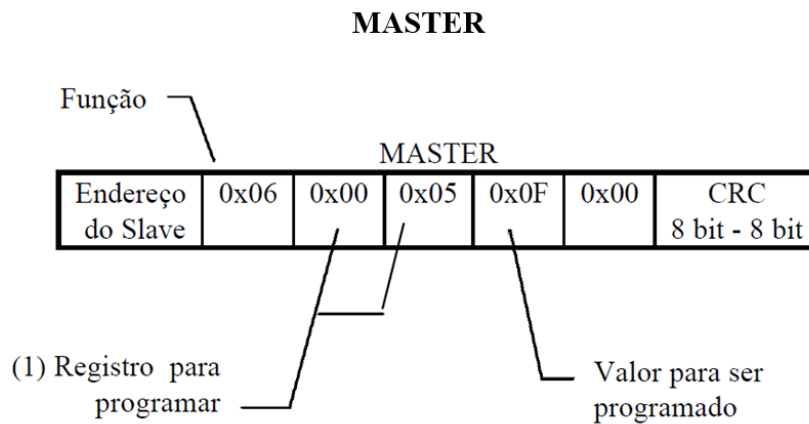 MASTER
Função
MASTER
Endereço do Slave 0x06 0x00 0x05 0x0F 0x00 CRC 8 bit - 8 bit
(1) Registro para
programar
Valor para ser
programado